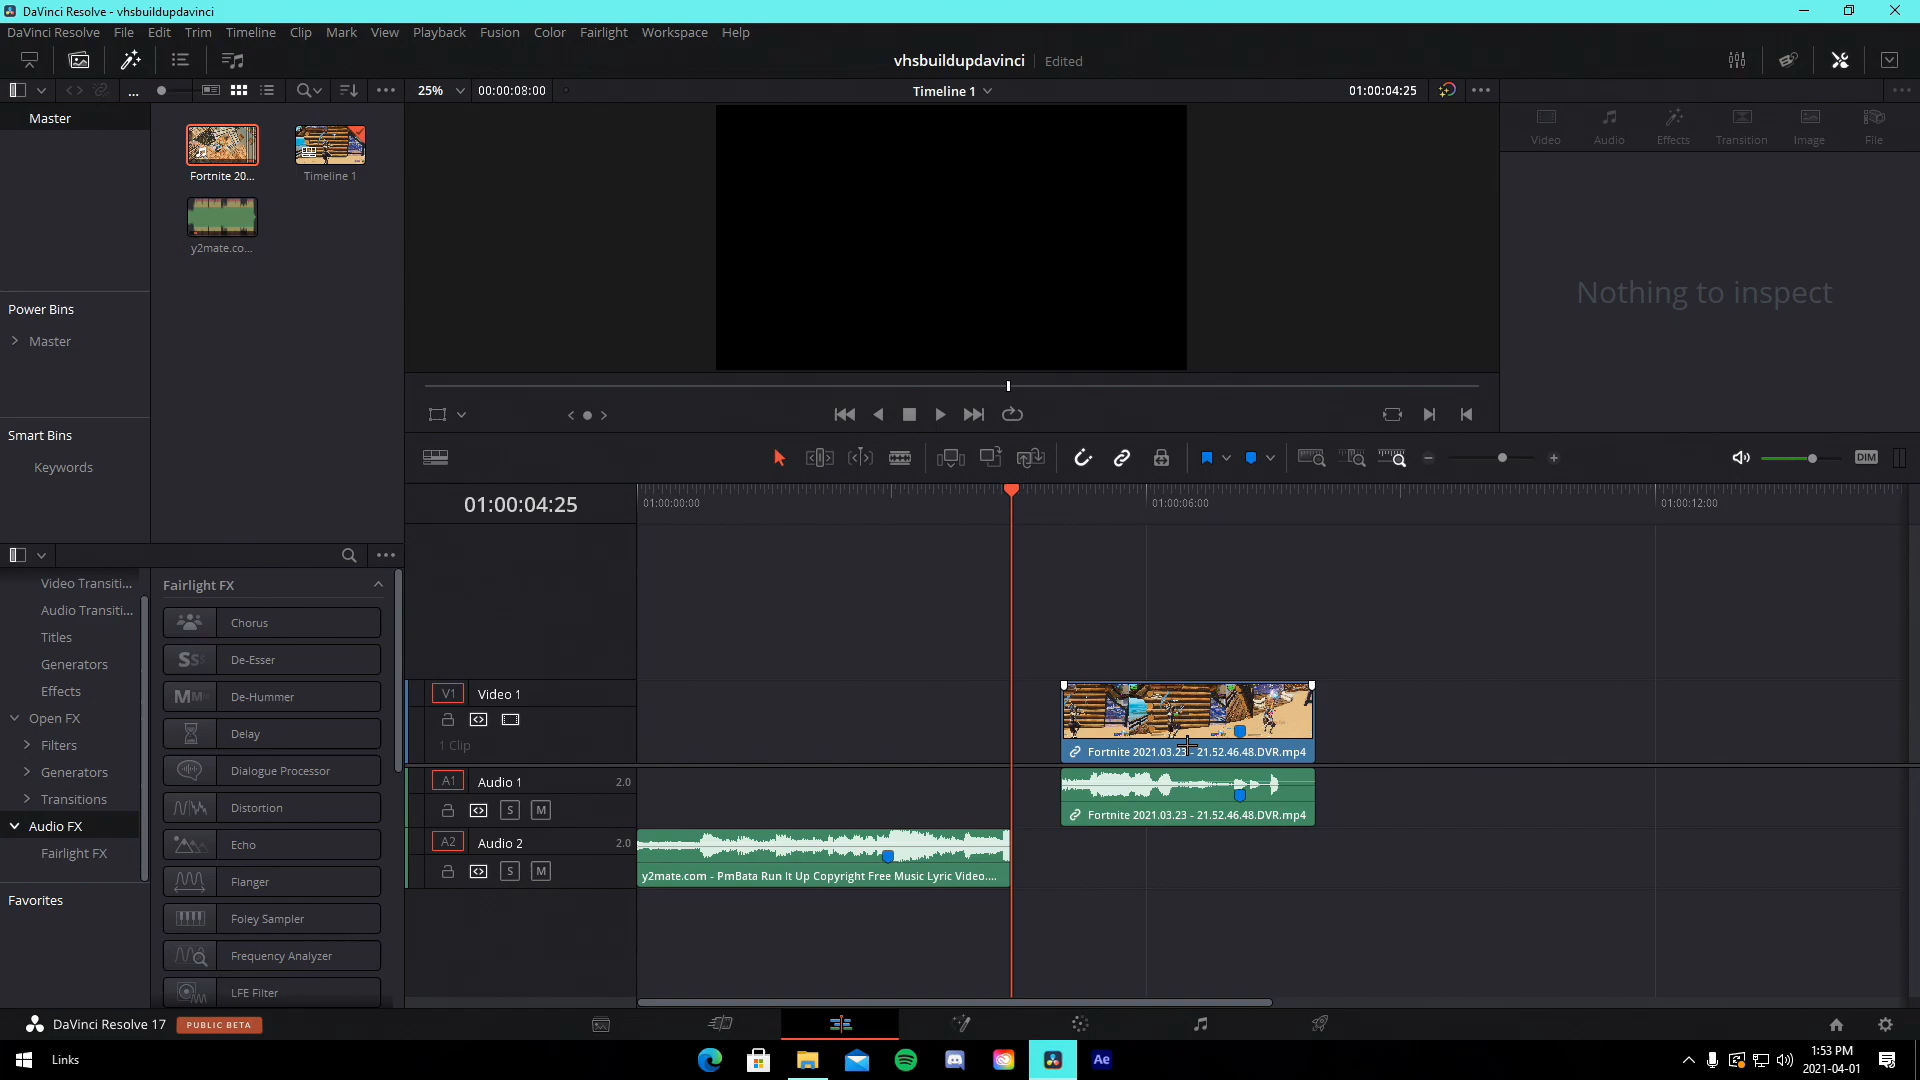 DaVinci Resolve - vhsbuildupdavinci
DaVinci Resolve File Edit Trim Timeline Clip Mark View Playback Fusion Color Fairlight Workspace Help
vhsbuildupdavinci Edited
... 25% 00:00:08:00 Timeline 1 01:00:04:25
Master
Video Audio Effects Transition Image File
Fortnite 20... Timeline 1
y2mate.co...
Nothing to inspect
Power Bins
Master
Smart Bins
Keywords
DIM
01:00:04:25
01:00:00:00 01:00:06:00 01:00:12:00
Video Transiti...
Audio Transiti...
Titles
Generators
Effects
Open FX
Filters
Generators
Transitions
Audio FX
Fairlight FX
Favorites
Fairlight FX
Chorus
De-Esser
De-Hummer
Delay
Dialogue Processor
Distortion
Echo
Flanger
Foley Sampler
Frequency Analyzer
LFE Filter
V1 Video 1
1 Clip
Fortnite 2021.03.23 - 21.52.46.48.DVR.mp4
A1 Audio 1 2.0
S M
Fortnite 2021.03.23 - 21.52.46.48.DVR.mp4
A2 Audio 2 2.0
S M
y2mate.com - PmBata Run It Up Copyright Free Music Lyric Video....
DaVinci Resolve 17 PUBLIC BETA
Links
Ae
1:53 PM
2021-04-01